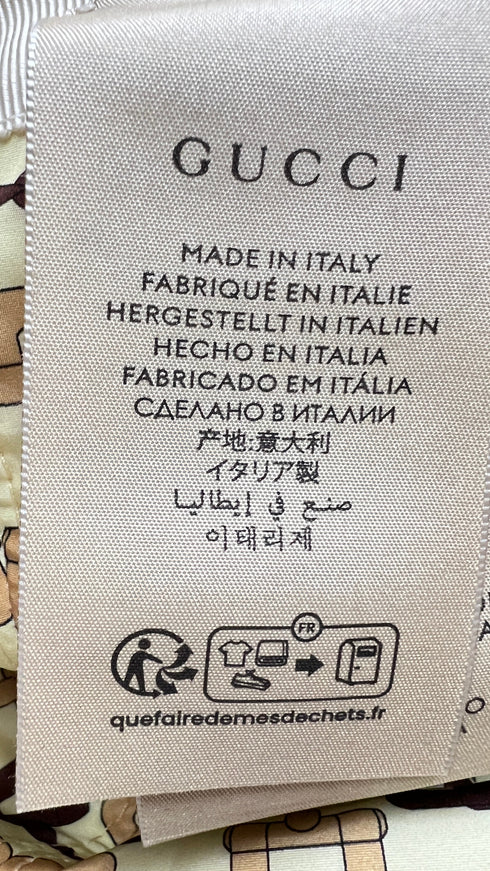 GUCCI
MADE IN ITALY
FABRIQUÉ EN ITALIE
HERGESTELLT IN ITALIEN
HECHO EN ITALIA
FABRICADO EM ITÁLIA
СДЕЛАНО В ИТАЛИИ
产地:意大利
イタリア製
صنع في إيطاليا
이태리제
FR
quefairedemesdechets.fr